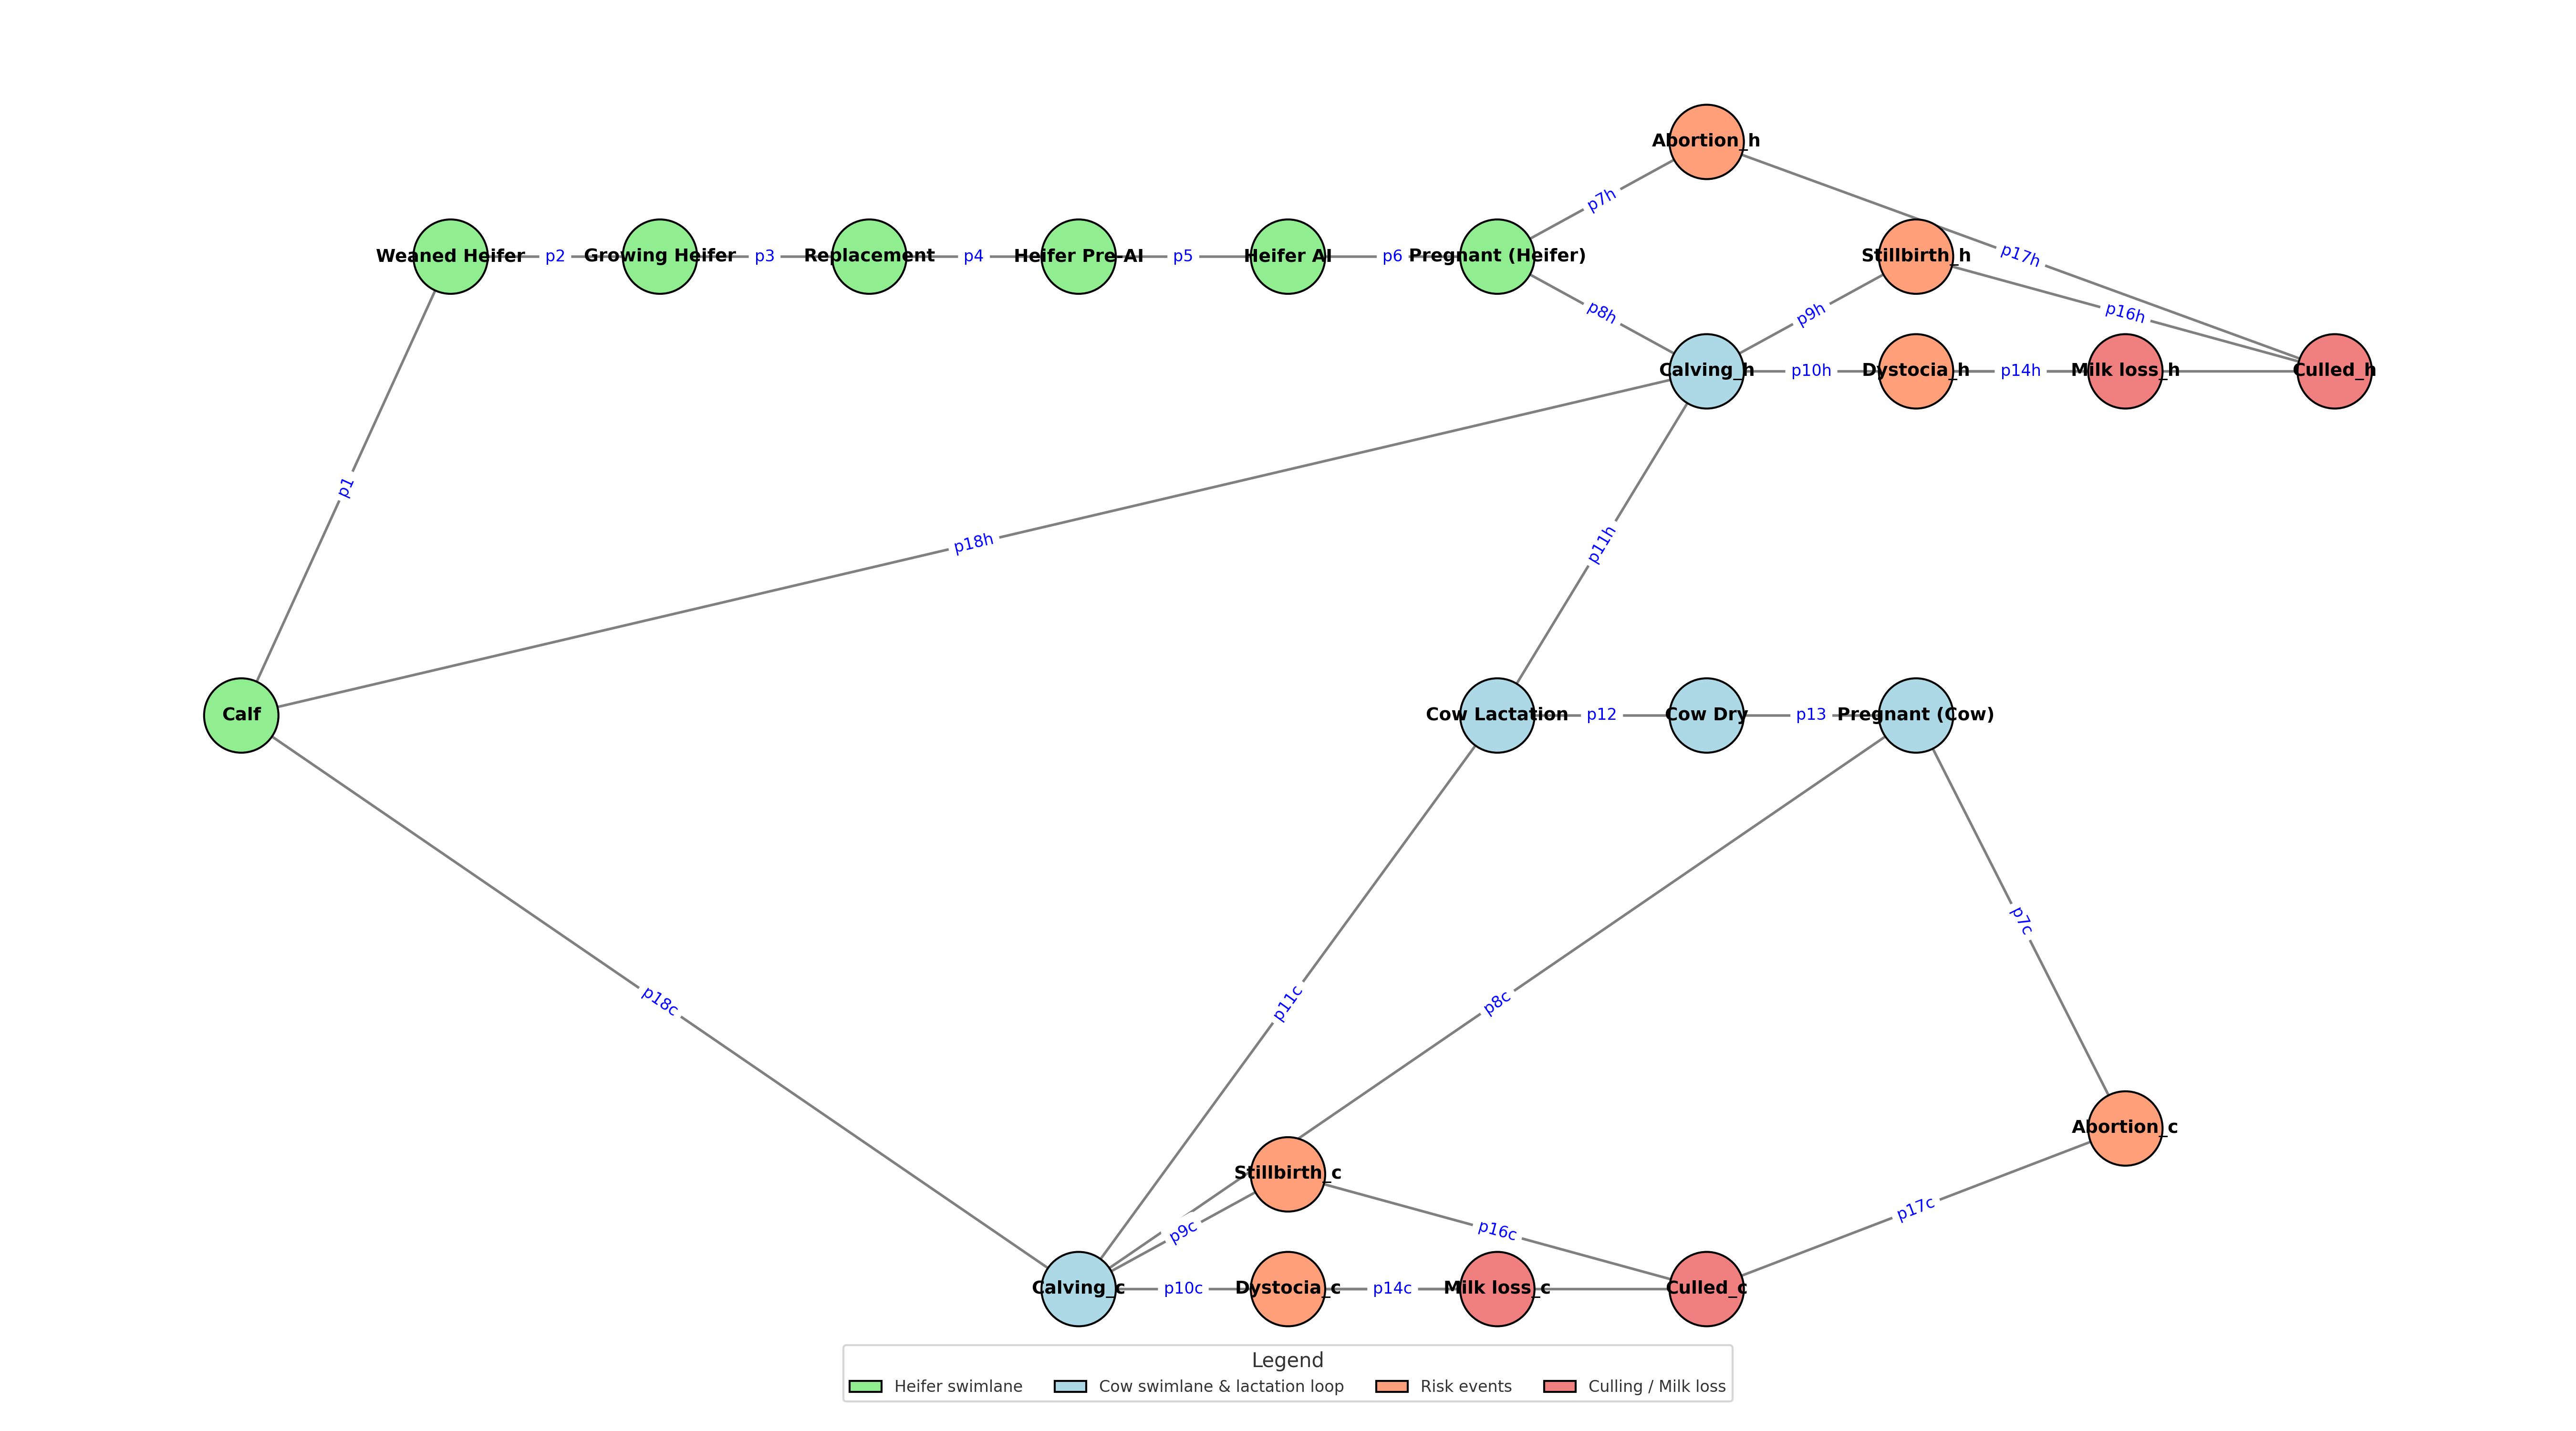 Abortion_h
p7h
Weaned Heifer p2 Growing Heifer p3 Replacement p4 Heifer Pre-AI p5 Heifer AI p6 Pregnant (Heifer)
Stillbirth_h
p17h
p8h
p9h
p16h
Calving_h p10h Dystocia_h p14h Milk loss_h Culled_h
p1
p18h
p11h
Calf
Cow Lactation p12 Cow Dry p13 Pregnant (Cow)
p7c
p18c
p11c
p8c
Abortion_c
Stillbirth_c
p9c
p16c
p17c
Calving_c p10c Dystocia_c p14c Milk loss_c Culled_c
Legend
Heifer swimlane
Cow swimlane & lactation loop
Risk events
Culling / Milk loss